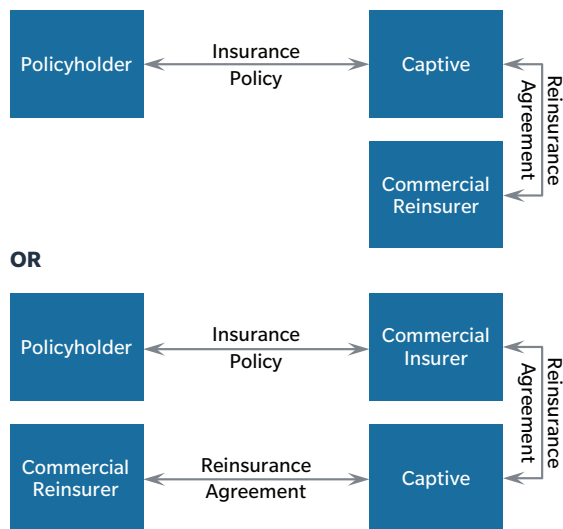 Policyholder
Insurance
Policy
Captive
Reinsurance
Agreement
Commercial
Reinsurer
OR
Policyholder
Insurance
Policy
Commercial
Insurer
Reinsurance
Agreement
Commercial
Reinsurer
Reinsurance
Agreement
Captive